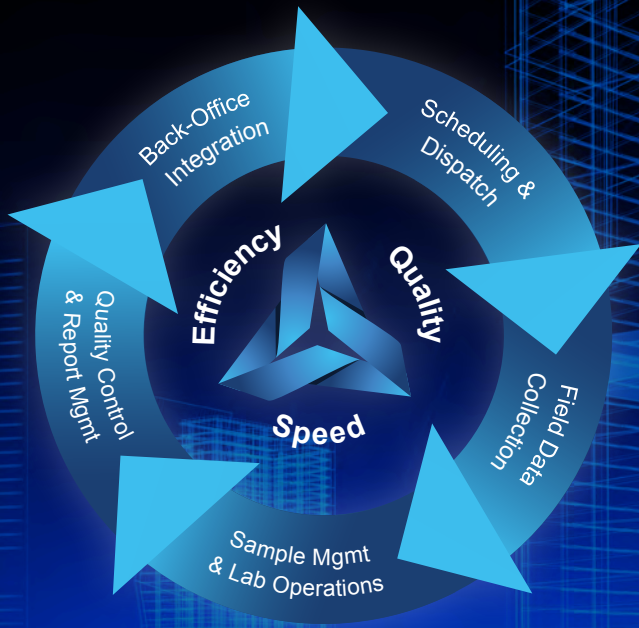 Back-Office
Integration
Scheduling &
Dispatch
Field Data
Collection
Sample Mgmt
& Lab Operations
Quality Control
& Report Mgmt
Efficiency
Quality
Speed